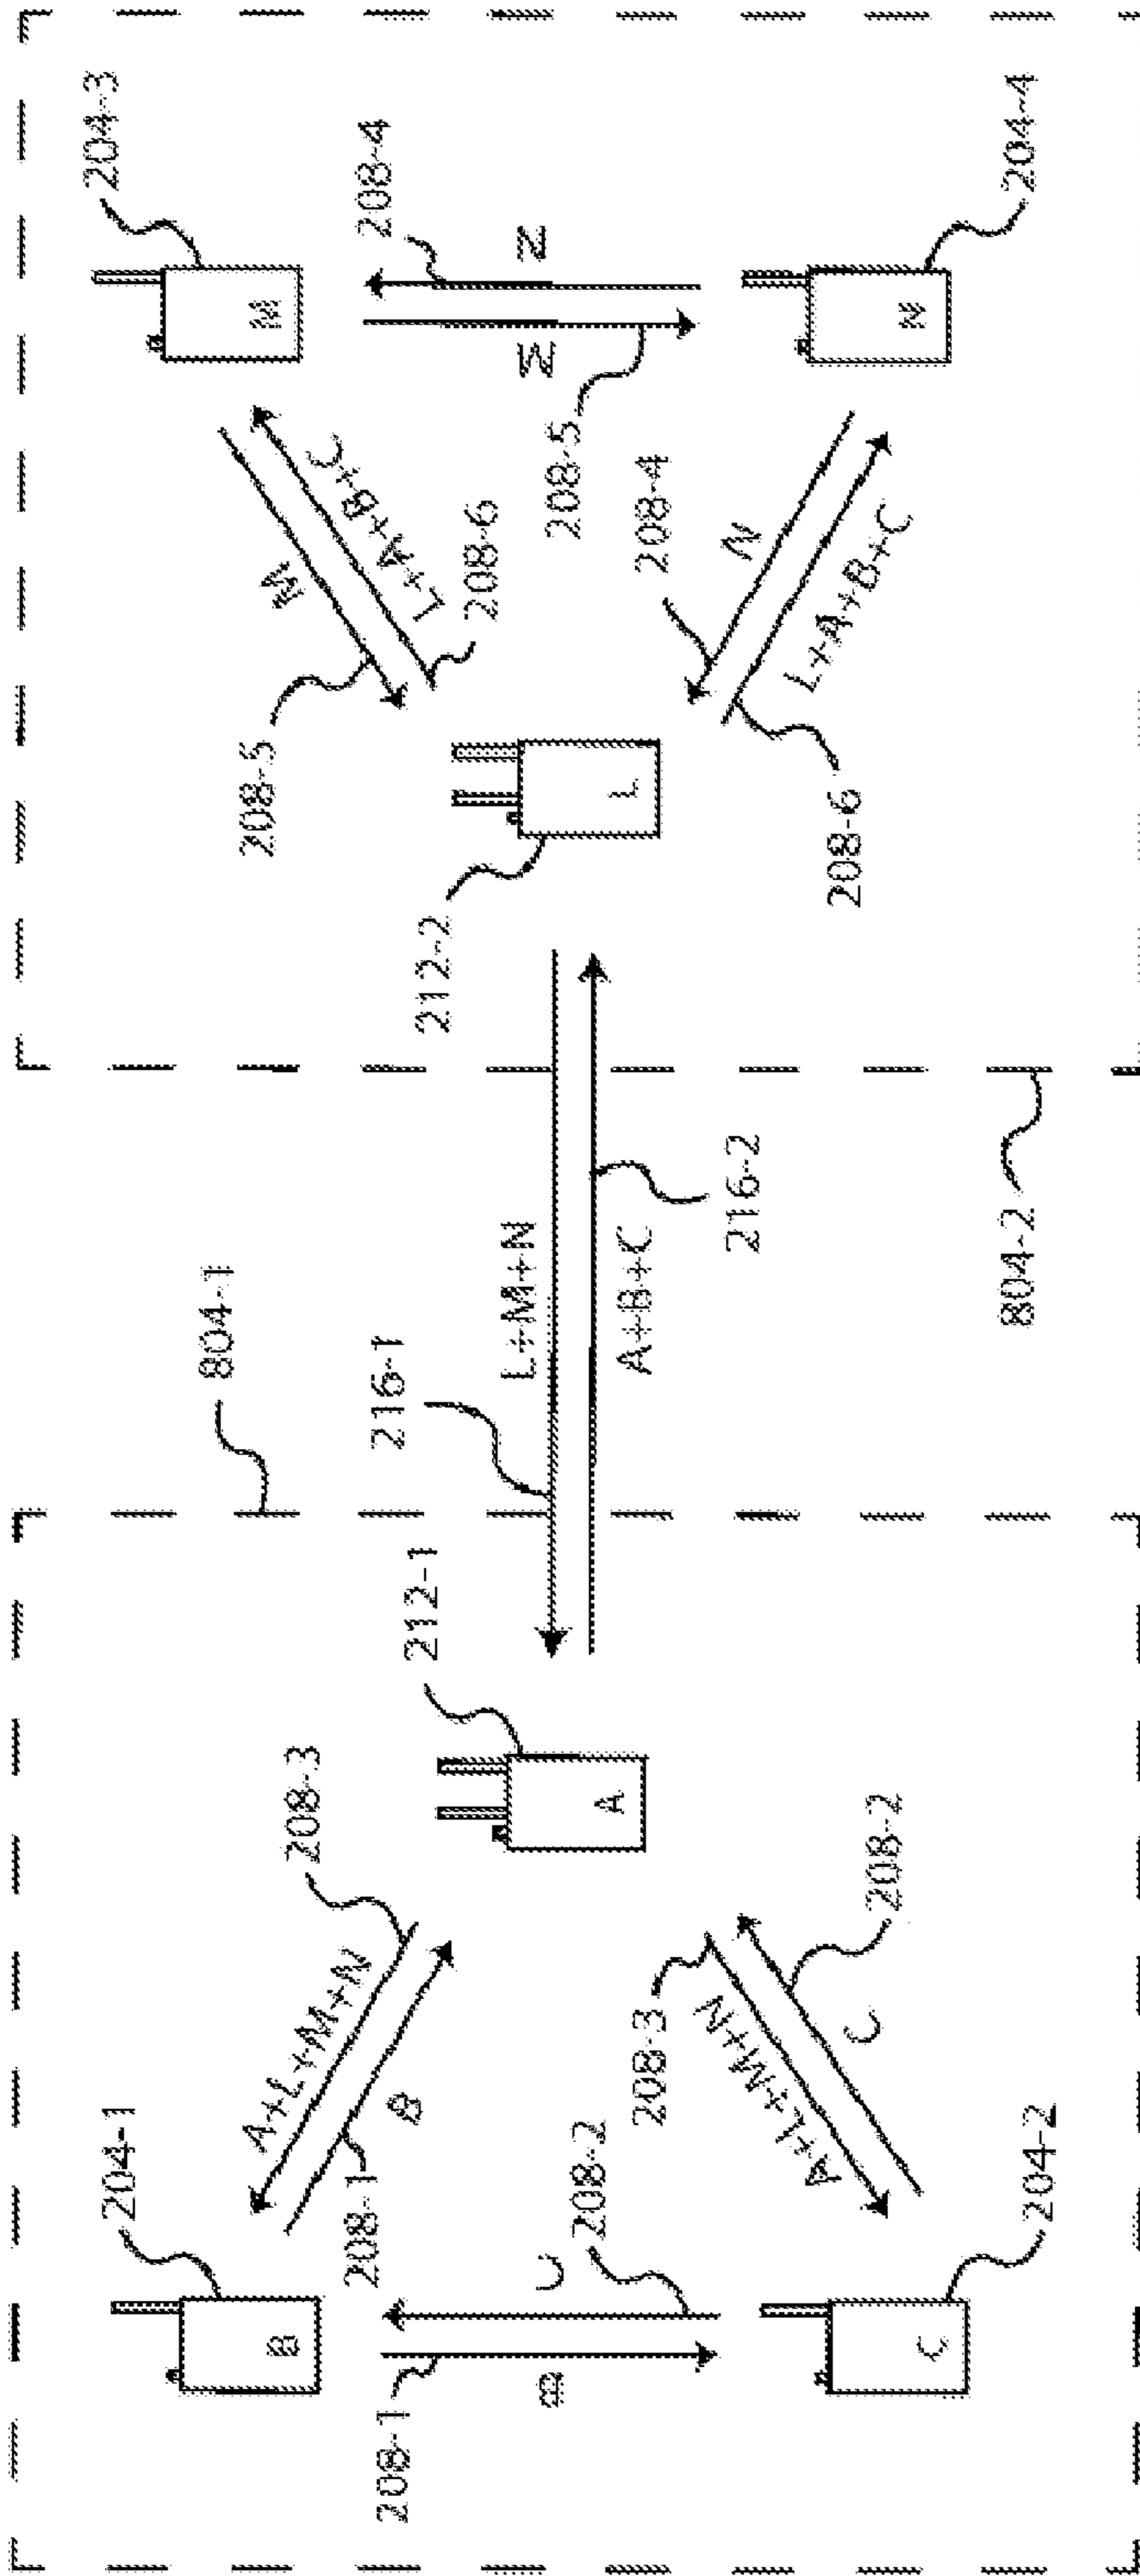 804-1
804-2
204-1
B
208-3
A+L+M+N
B
208-1
208-1
B
C
208-2
212-1
A
208-3
A+L+M+N
C
208-2
C
204-2
216-1
L+M+N
A+B+C
216-2
204-3
M
208-5
M
L+A+B+C
208-6
212-2
L
208-4
N
M
208-5
208-4
N
L+A+B+C
208-6
N
204-4